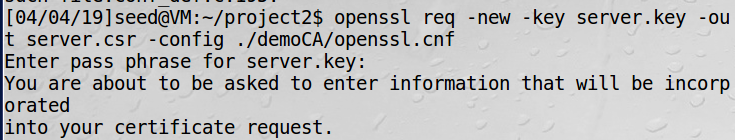 [04/04/19]seed@VM:~/project2$ openssl req -new -key server.key -ou
t server.csr -config ./demoCA/openssl.cnf
Enter pass phrase for server.key:
You are about to be asked to enter information that will be incorp
orated
into your certificate request.